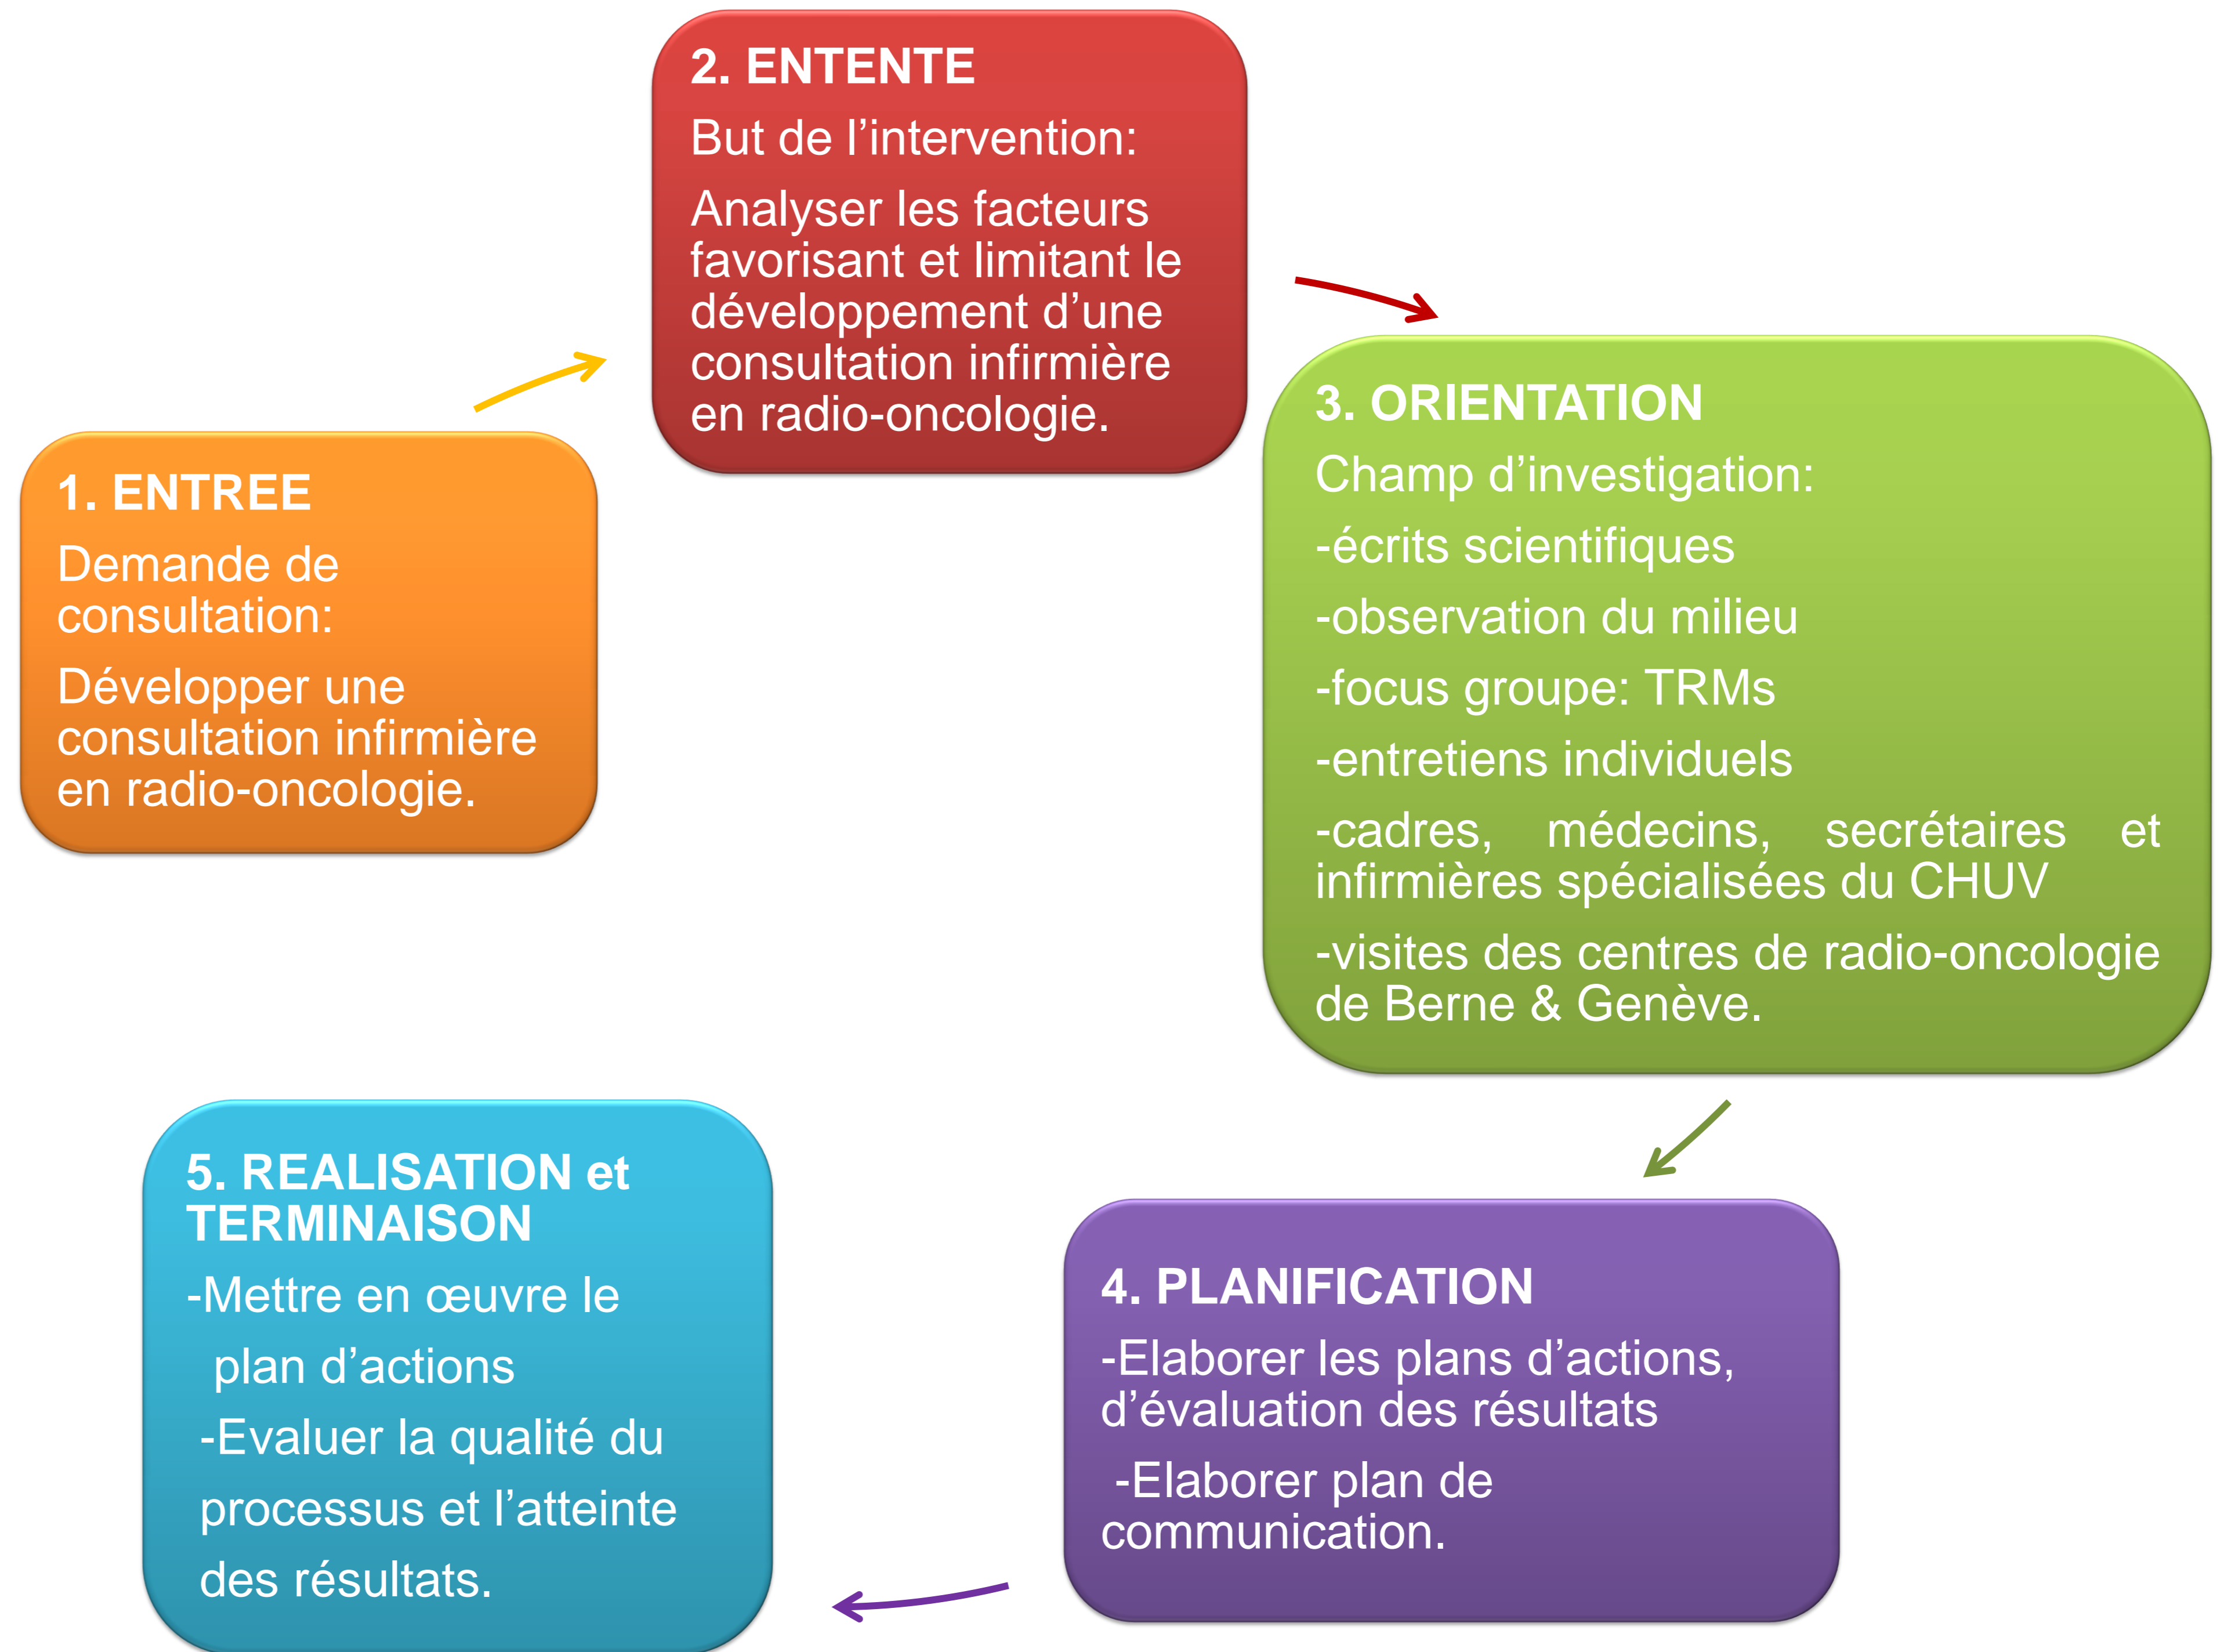 1. ENTREE
Demande de
consultation:
Développer une
consultation infirmière
en radio-oncologie.
2. ENTENTE
But de l’intervention:
Analyser les facteurs
favorisant et limitant le
développement d’une
consultation infirmière
en radio-oncologie.
3. ORIENTATION
Champ d’investigation:
-écrits scientifiques
-observation du milieu
-focus groupe: TRMs
-entretiens individuels
-cadres, médecins, secrétaires et
infirmières spécialisées du CHUV
-visites des centres de radio-oncologie
de Berne & Genève.
4. PLANIFICATION
-Elaborer les plans d’actions,
d’évaluation des résultats
-Elaborer plan de
communication.
5. REALISATION et
TERMINAISON
-Mettre en œuvre le
plan d’actions
-Evaluer la qualité du
processus et l’atteinte
des résultats.